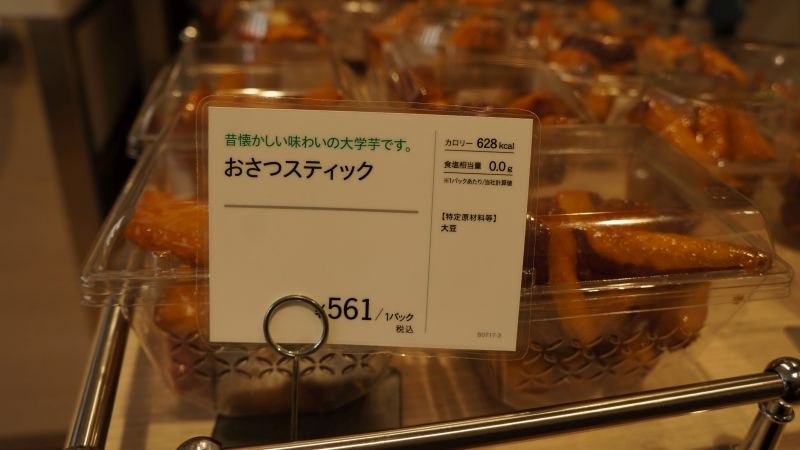 昔懐かしい味わいの大学芋です。
おさつスティック
¥561/1パック
税込
カロリー 628kcal
食塩相当量 0.0g
※1パックあたり/当社計算値
【特定原材料等】
大豆